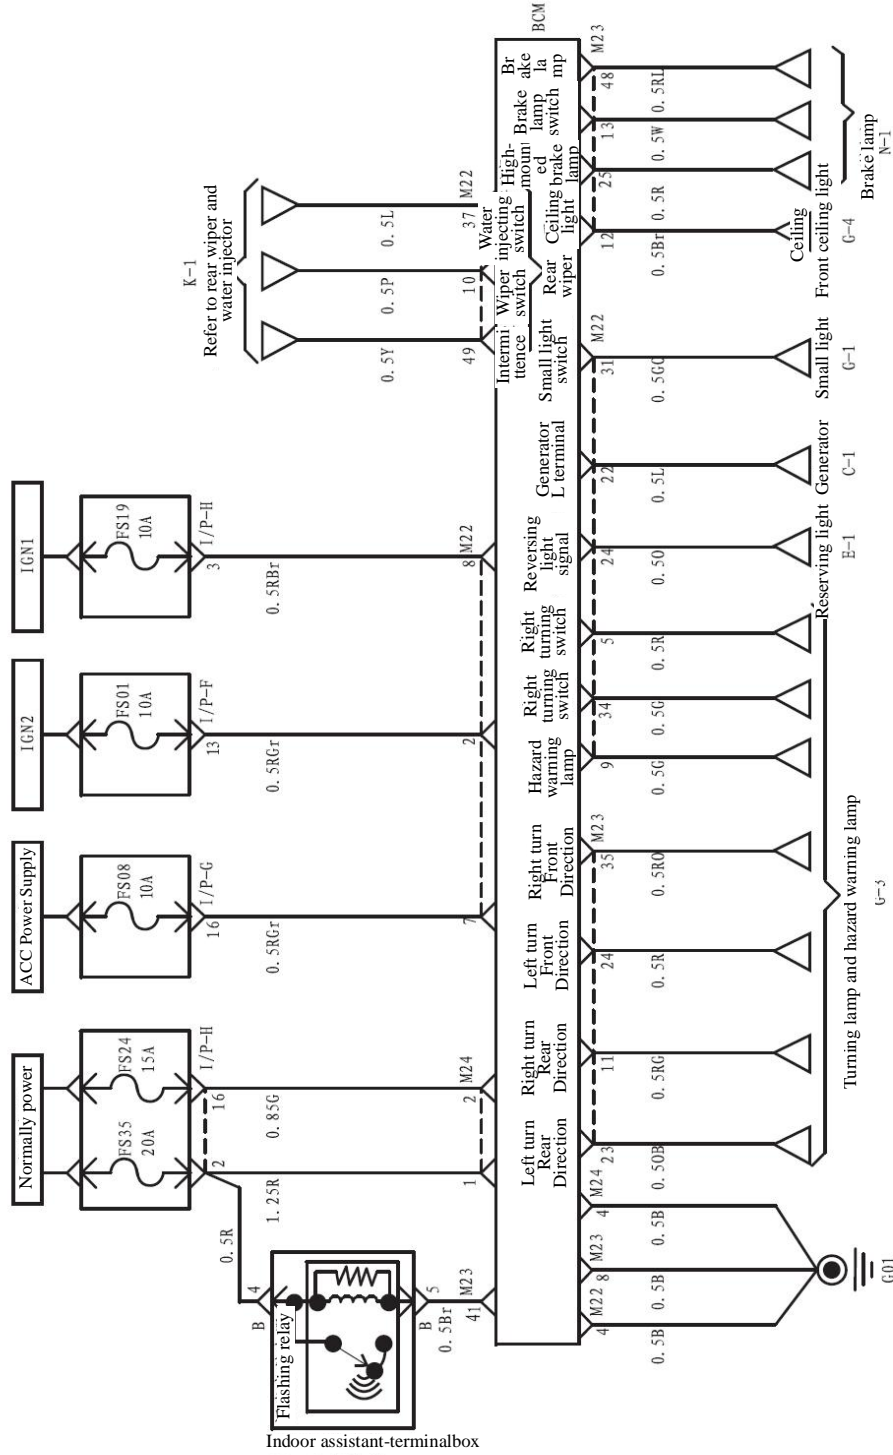 Normally power
ACC Power Supply
IGN2
IGN1
FS35
20A
FS24
15A
FS08
10A
FS01
10A
FS19
10A
2
16
I/P-H
16
I/P-G
13
I/P-F
3
I/P-H
0.5R
1.25R
0.85G
0.5RGr
0.5RGr
0.5RBr
K-1
Refer to rear wiper and
water injector
0.5Y
0.5P
0.5L
4
B
Flashing relay
B
5
0.5Br
Indoor assistant-terminalbox
41
M23
1
2
M24
7
2
8
M22
49
10
37
M22
Intermi
ttence
Wiper
switch
Water
injecting
switch
Rear
wiper
BCM
Left turn
Rear
Direction
Right turn
Rear
Direction
Left turn
Front
Direction
Right turn
Front
Direction
Hazard
warning
lamp
Right
turning
switch
Right
turning
switch
Reversing
light
signal
Generator
L terminal
Small light
switch
Ceiling
light
High-
mount
ed
brake
lamp
Brake
lamp
switch
Br
ake
la
mp
4
M22
8
M23
4
M24
23
11
24
35
M23
9
34
5
24
22
31
M22
12
25
13
48
M23
0.5B
0.5B
0.5B
0.5OB
0.5RG
0.5R
0.5RO
0.5G
0.5G
0.5R
0.5O
0.5L
0.5GO
0.5Br
0.5R
0.5W
0.5RL
G01
Turning lamp and hazard warning lamp
G-3
Reserving light
E-1
Generator
C-1
Small light
G-1
Ceiling
Front ceiling light
G-4
Brake lamp
N-1